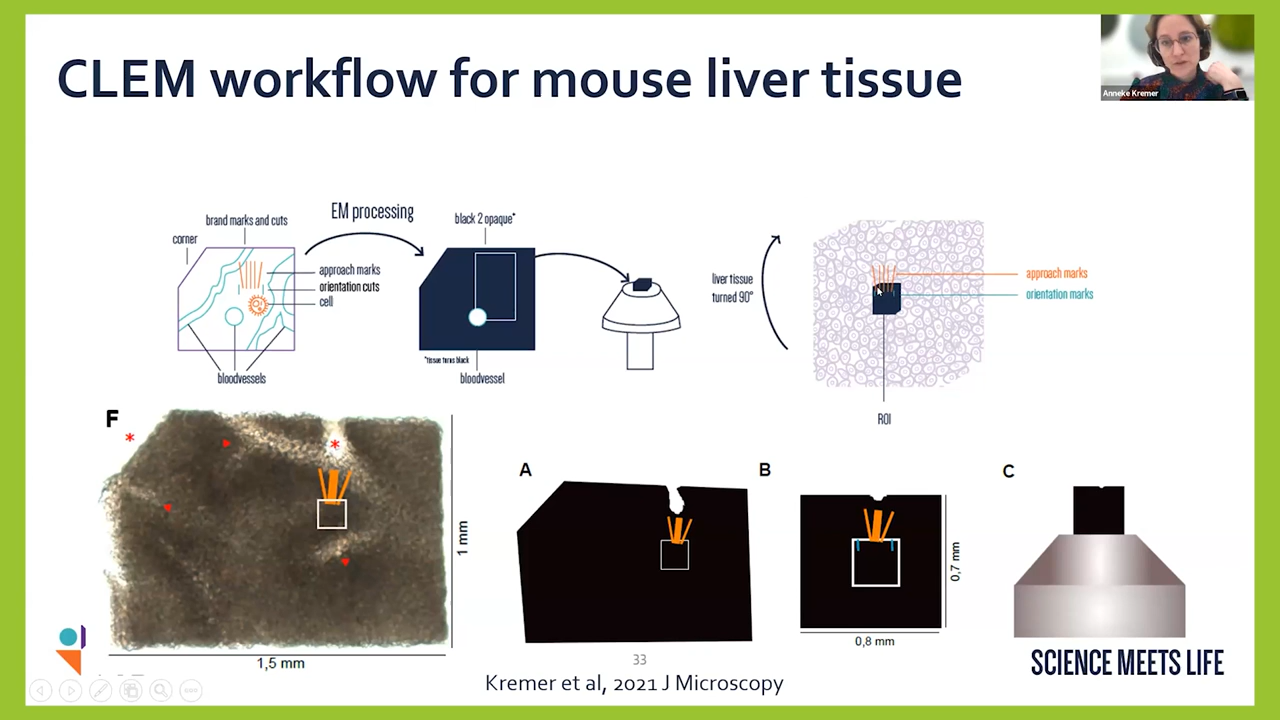 CLEM workflow for mouse liver tissue
Anneke Kremer
brand marks and cuts
corner
approach marks
orientation cuts
cell
bloodvessels
EM processing
black 2 opaque*
*tissue turns black
bloodvessel
liver tissue
turned 90°
approach marks
orientation marks
ROI
F
*
*
1 mm
1,5 mm
A
B
0,7 mm
0,8 mm
C
33
Kremer et al, 2021 J Microscopy
SCIENCE MEETS LIFE